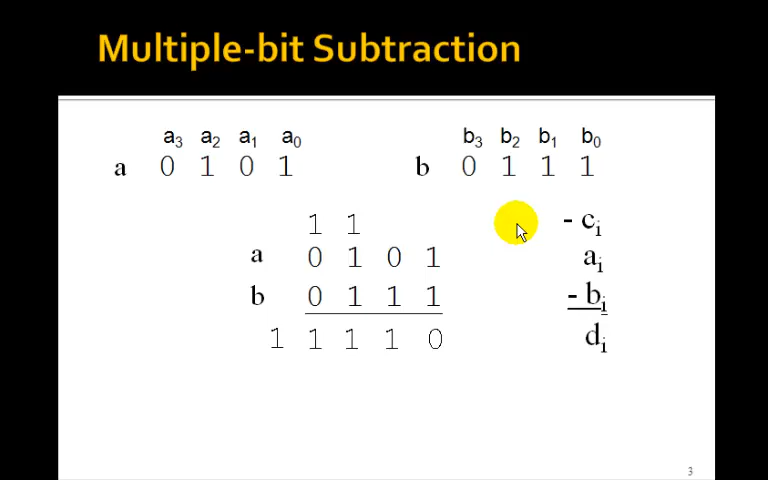 Multiple-bit Subtraction
a₃ a₂ a₁ a₀ b₃ b₂ b₁ b₀
a 0 1 0 1 b 0 1 1 1
1 1 - cᵢ
a 0 1 0 1 aᵢ
b 0 1 1 1 - bᵢ
1 1 1 1 0 dᵢ
3